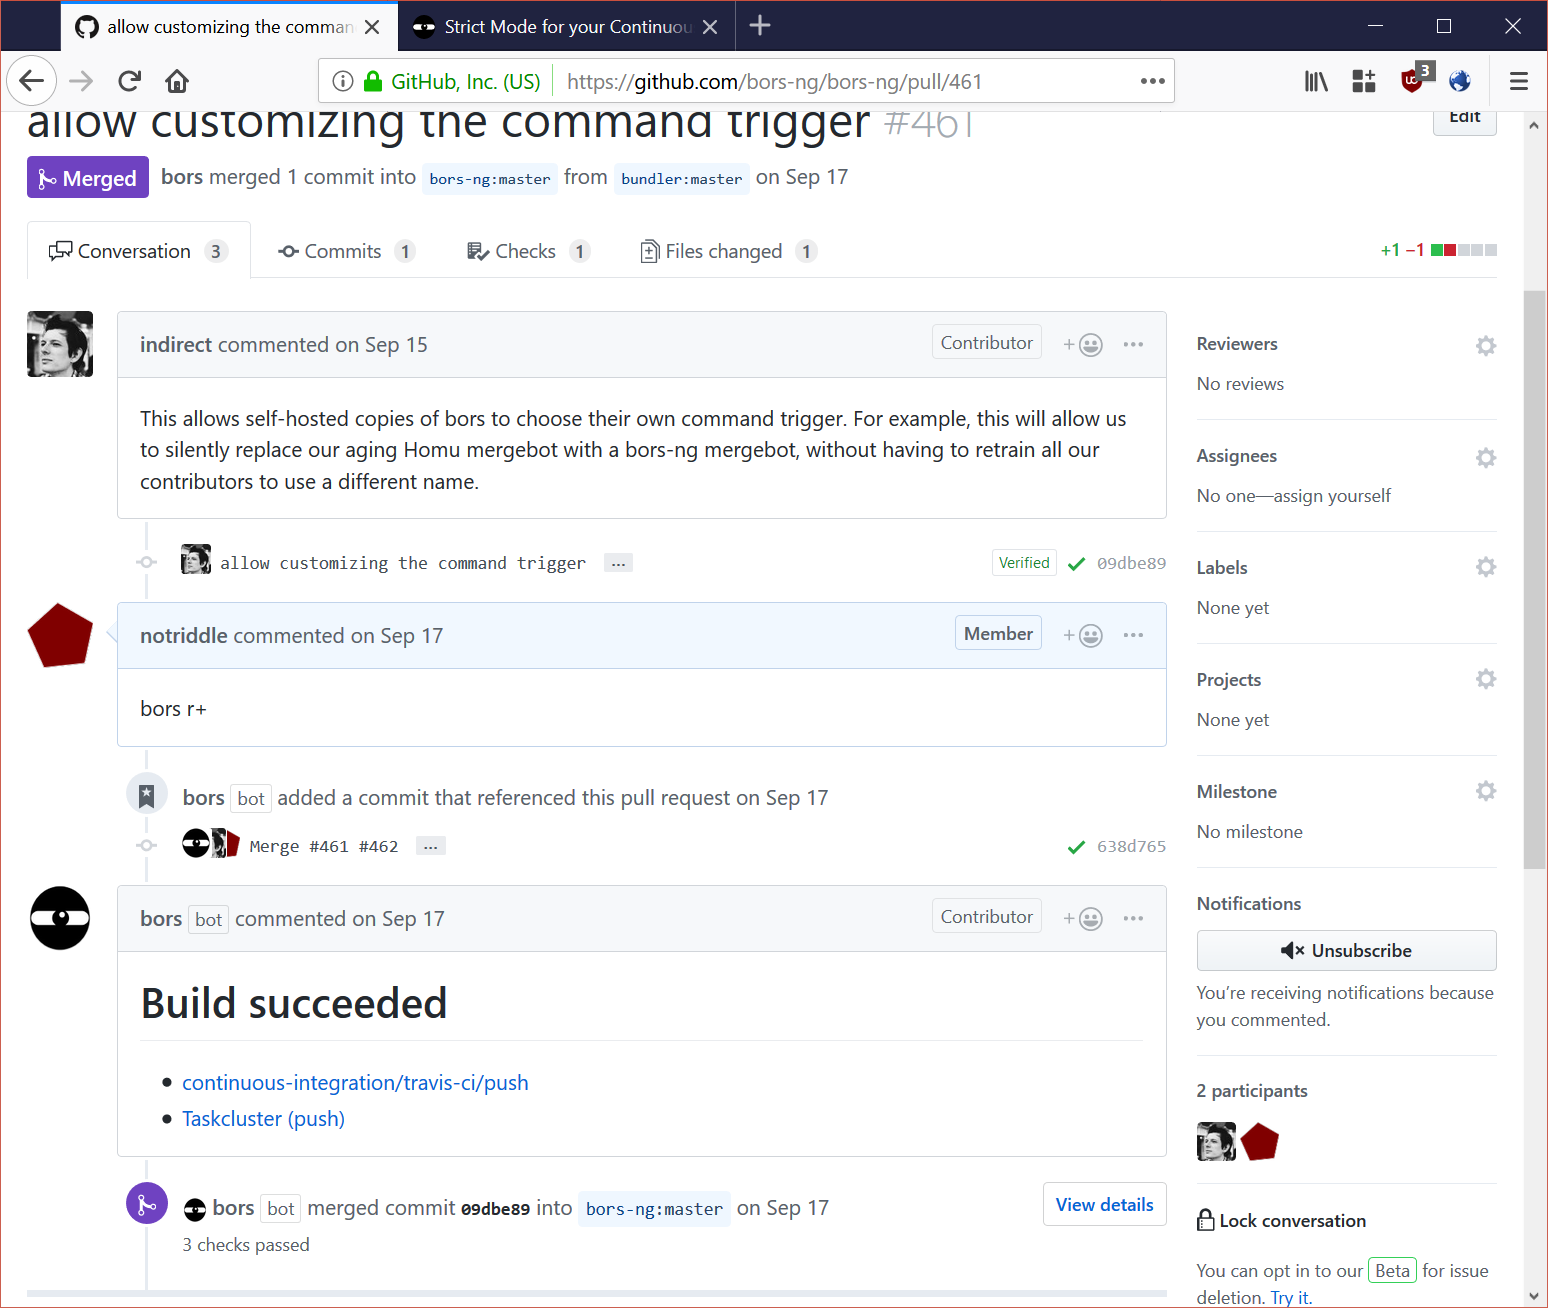 allow customizing the comman
Strict Mode for your Continuou
GitHub, Inc. (US)
https://github.com/bors-ng/bors-ng/pull/461
3
allow customizing the command trigger #461
Edit
Merged
bors merged 1 commit into bors-ng:master from bundler:master on Sep 17
Conversation 3
Commits 1
Checks 1
Files changed 1
+1 −1
indirect commented on Sep 15
Contributor
This allows self-hosted copies of bors to choose their own command trigger. For example, this will allow us
to silently replace our aging Homu mergebot with a bors-ng mergebot, without having to retrain all our
contributors to use a different name.
allow customizing the command trigger ...
Verified
09dbe89
notriddle commented on Sep 17
Member
bors r+
bors bot added a commit that referenced this pull request on Sep 17
Merge #461 #462 ...
638d765
bors bot commented on Sep 17
Contributor
Build succeeded
continuous-integration/travis-ci/push
Taskcluster (push)
bors bot merged commit 09dbe89 into bors-ng:master on Sep 17
View details
3 checks passed
Reviewers
No reviews
Assignees
No one—assign yourself
Labels
None yet
Projects
None yet
Milestone
No milestone
Notifications
Unsubscribe
You’re receiving notifications because
you commented.
2 participants
Lock conversation
You can opt in to our Beta for issue
deletion. Try it.